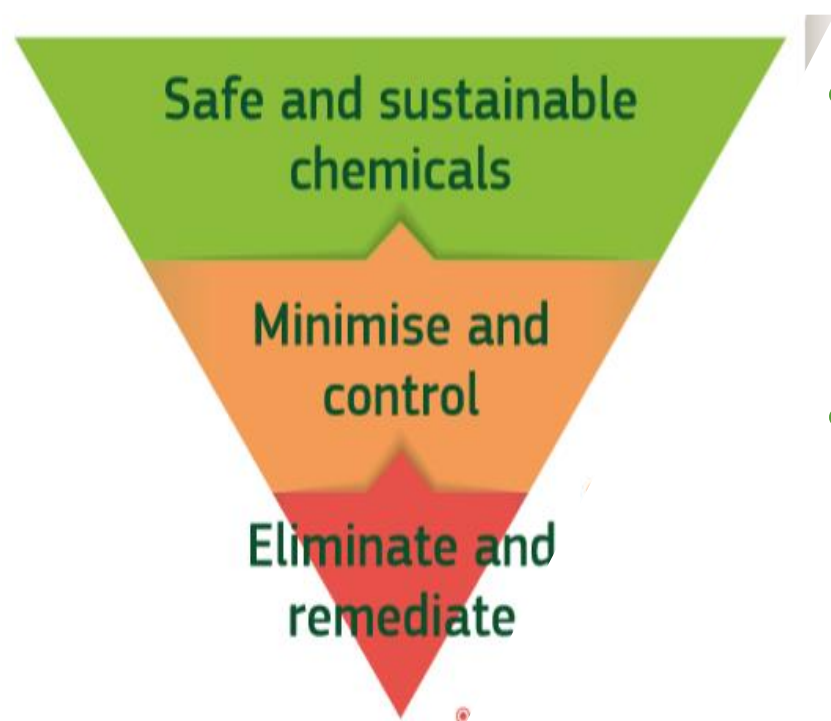 Safe and sustainable
chemicals
Minimise and
control
Eliminate and
remediate